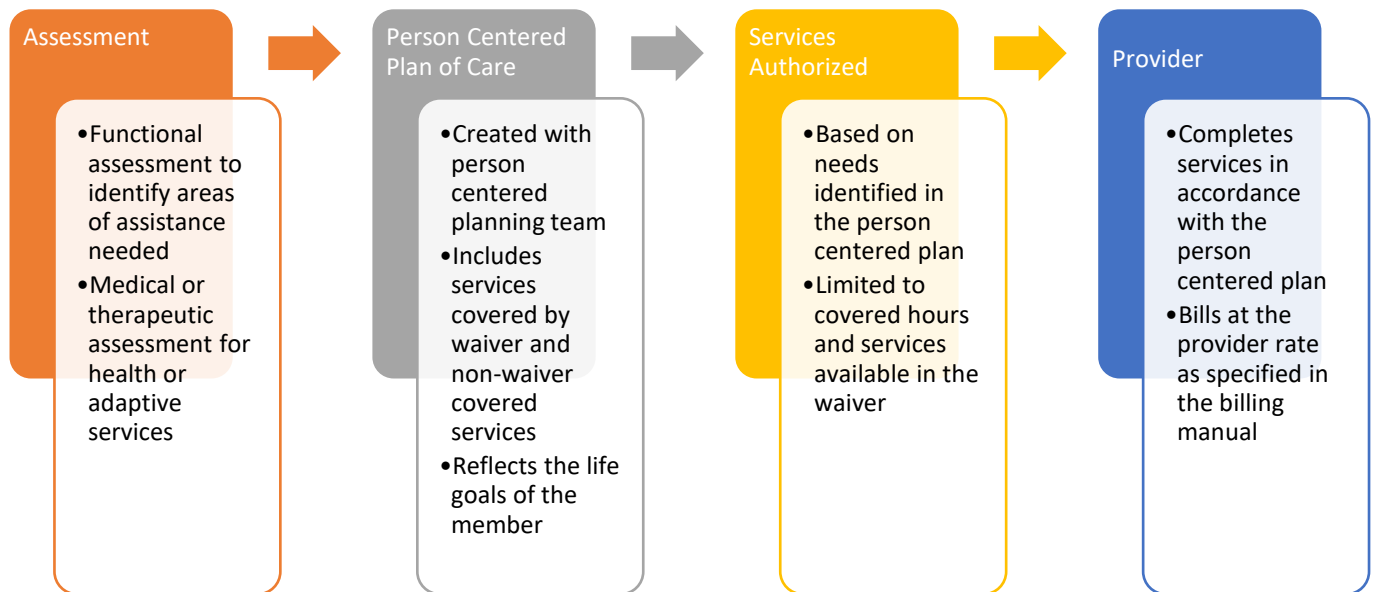 Assessment
•Functional
assessment to
identify areas
of assistance
needed
•Medical or
therapeutic
assessment for
health or
adaptive
services
Person Centered
Plan of Care
•Created with
person
centered
planning team
•Includes
services
covered by
waiver and
non-waiver
covered
services
•Reflects the life
goals of the
member
Services
Authorized
•Based on
needs
identified in
the person
centered plan
•Limited to
covered hours
and services
available in the
waiver
Provider
•Completes
services in
accordance
with the
person
centered plan
•Bills at the
provider rate
as specified in
the billing
manual